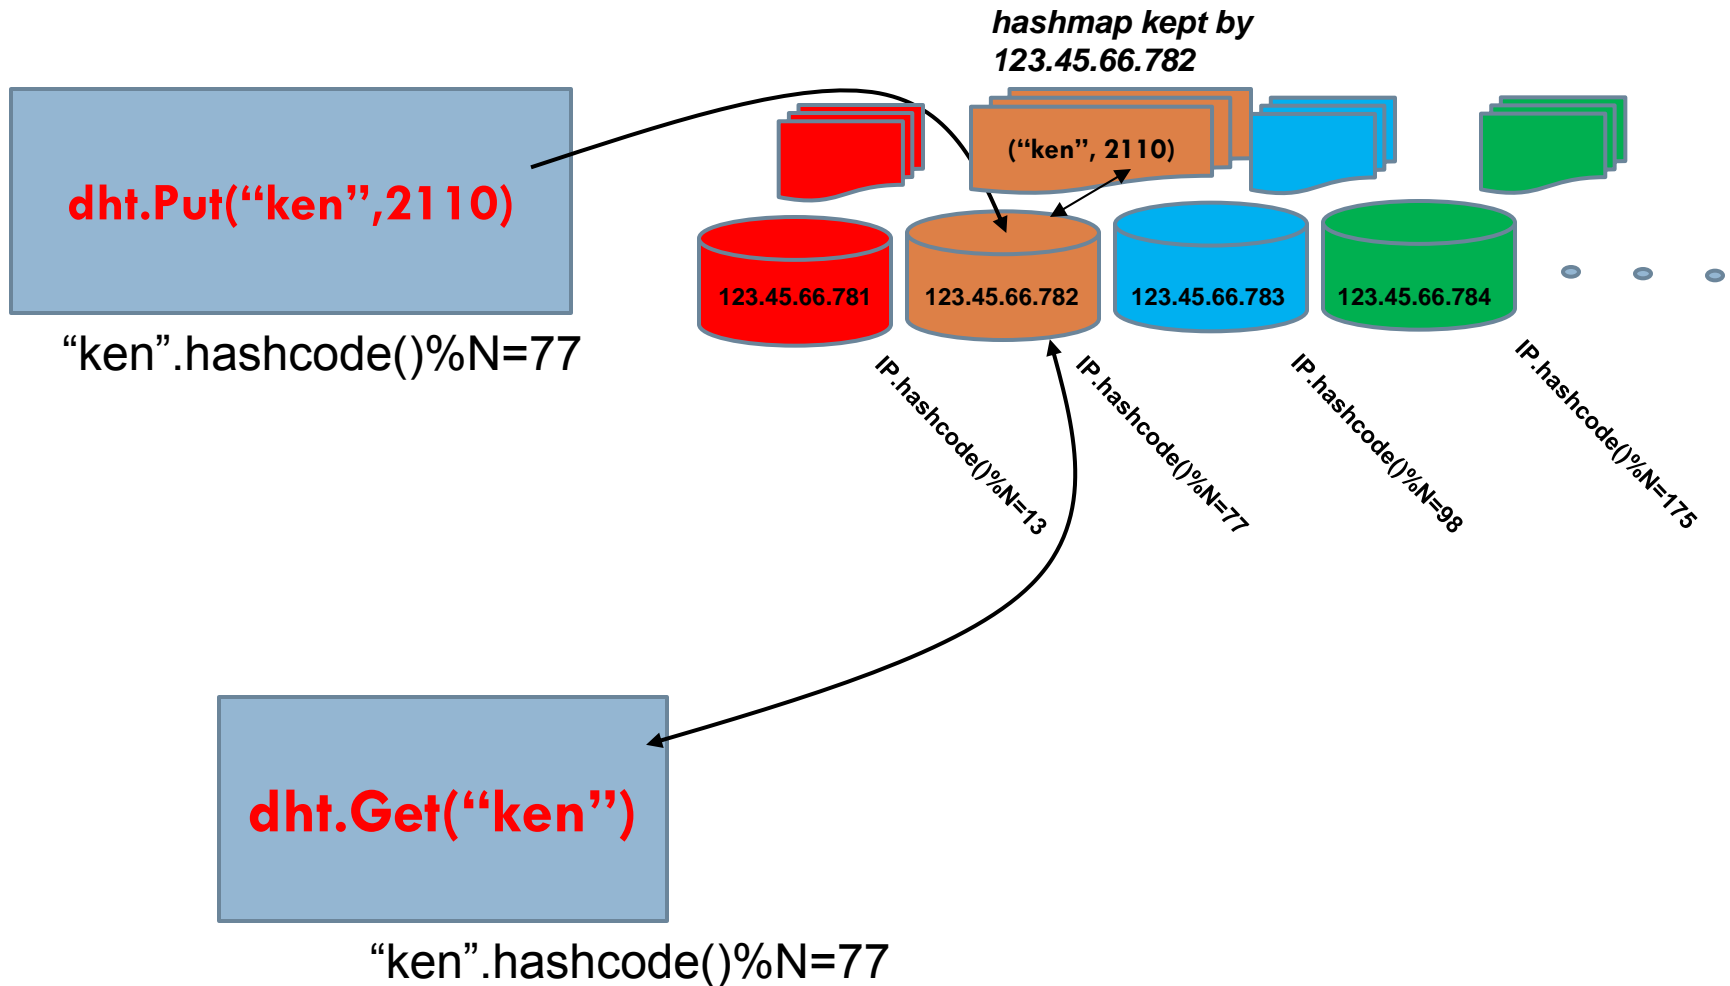 hashmap kept by
123.45.66.782
dht.Put(“ken”,2110)
(“ken”, 2110)
123.45.66.781
123.45.66.782
123.45.66.783
123.45.66.784
“ken”.hashcode()%N=77
IP.hashcode()%N=13
IP.hashcode()%N=77
IP.hashcode()%N=98
IP.hashcode()%N=175
dht.Get(“ken”)
“ken”.hashcode()%N=77